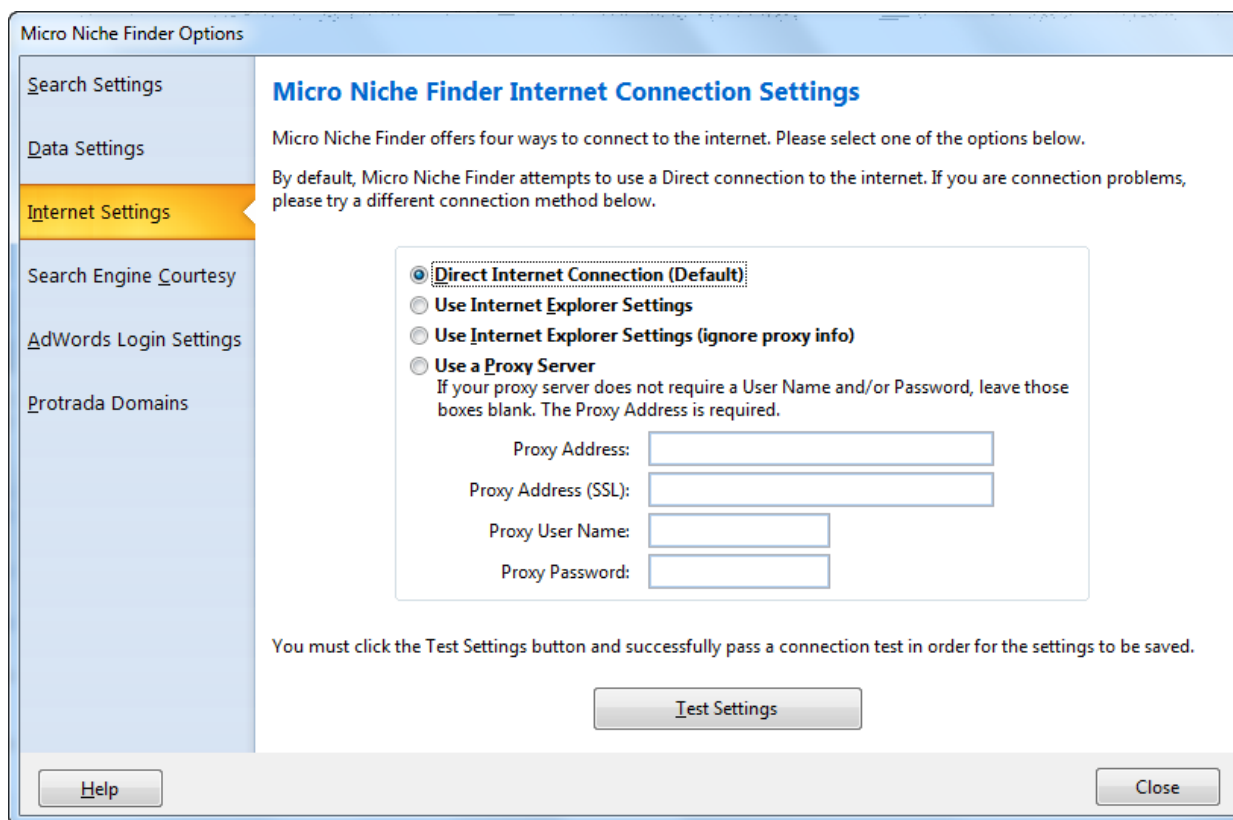 Micro Niche Finder Options
Search Settings
Data Settings
Internet Settings
Search Engine Courtesy
AdWords Login Settings
Protrada Domains
Micro Niche Finder Internet Connection Settings
Micro Niche Finder offers four ways to connect to the internet. Please select one of the options below.
By default, Micro Niche Finder attempts to use a Direct connection to the internet. If you are connection problems,
please try a different connection method below.
Direct Internet Connection (Default)
Use Internet Explorer Settings
Use Internet Explorer Settings (ignore proxy info)
Use a Proxy Server
If your proxy server does not require a User Name and/or Password, leave those
boxes blank. The Proxy Address is required.
Proxy Address:
Proxy Address (SSL):
Proxy User Name:
Proxy Password:
You must click the Test Settings button and successfully pass a connection test in order for the settings to be saved.
Test Settings
Help
Close